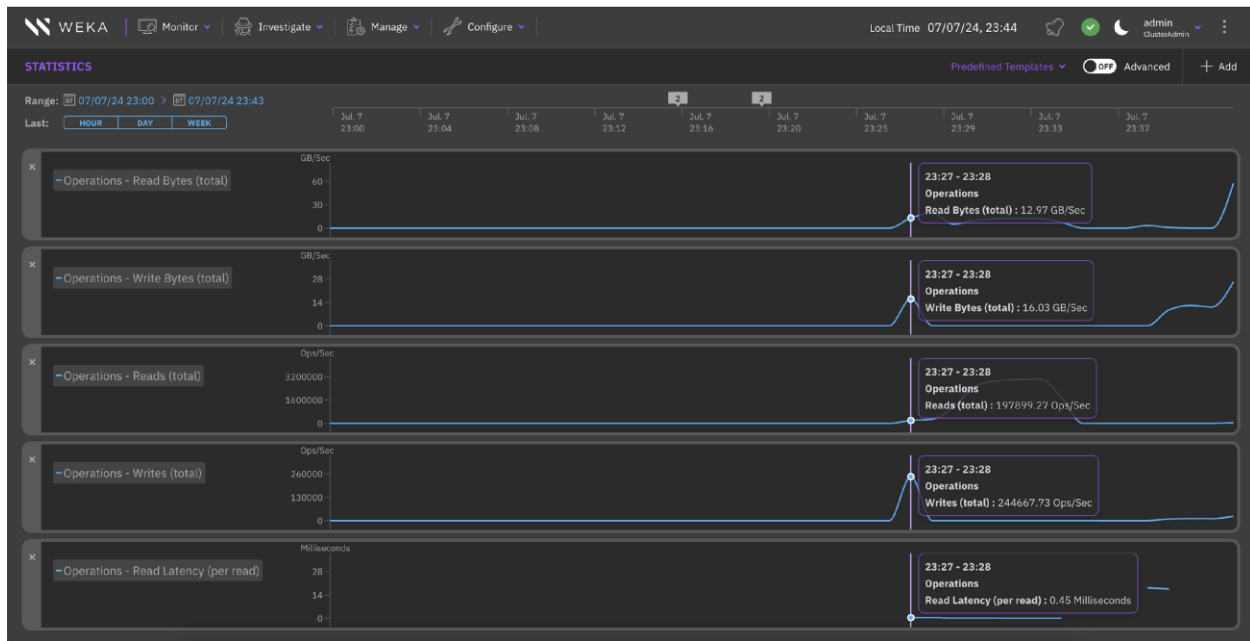 WEKA Monitor Investigate Manage Configure Local Time 07/07/24, 23:44 admin
ClusterAdmin
STATISTICS Predefined Templates OFF Advanced + Add
Range: 07 07/07/24 23:00 > 07 07/07/24 23:43
2 2
Last: HOUR DAY WEEK
Jul. 7 Jul. 7 Jul. 7 Jul. 7 Jul. 7 Jul. 7 Jul. 7 Jul. 7 Jul. 7 Jul. 7
23:00 23:04 23:08 23:12 23:16 23:20 23:25 23:29 23:33 23:37
× Operations - Read Bytes (total)
GB/Sec
60
30
0
23:27 - 23:28
Operations
Read Bytes (total) : 12.97 GB/Sec
× Operations - Write Bytes (total)
GB/Sec
28
14
0
23:27 - 23:28
Operations
Write Bytes (total) : 16.03 GB/Sec
× Operations - Reads (total)
Ops/Sec
3200000
1600000
0
23:27 - 23:28
Operations
Reads (total) : 197899.27 Ops/Sec
× Operations - Writes (total)
Ops/Sec
260000
130000
0
23:27 - 23:28
Operations
Writes (total) : 244667.73 Ops/Sec
× Operations - Read Latency (per read)
Milliseconds
28
14
0
23:27 - 23:28
Operations
Read Latency (per read) : 0.45 Milliseconds